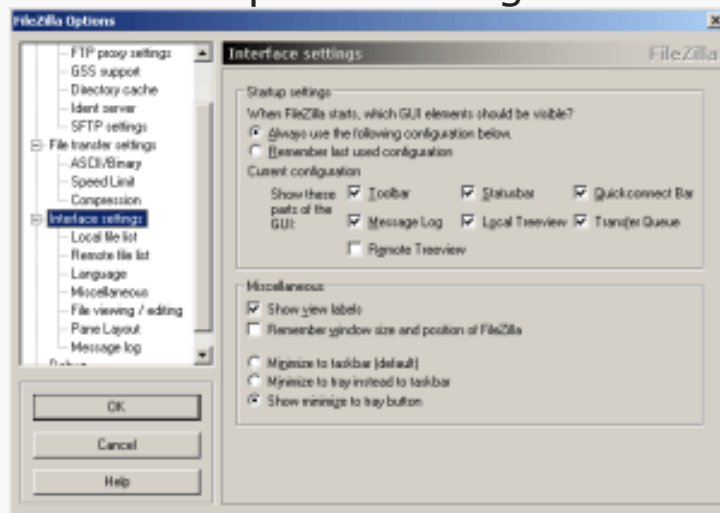 FileZilla Options
FTP proxy settings
GSS support
Directory cache
Ident server
SFTP settings
File transfer settings
ASCII/Binary
Speed Limit
Compression
Interface settings
Local file list
Remote file list
Language
Miscellaneous
File viewing / editing
Pane Layout
Message log
Debug
OK
Cancel
Help
Interface settings
FileZilla
Startup settings
When FileZilla starts, which GUI elements should be visible?
Always use the following configuration below.
Remember last used configuration
Current configuration
Show these parts of the GUI:
Toolbar
Statusbar
Quickconnect Bar
Message Log
Local Treeview
Transfer Queue
Remote Treeview
Miscellaneous
Show view labels
Remember window size and position of FileZilla
Minimize to taskbar (default)
Minimize to tray instead to taskbar
Show minimize to tray button